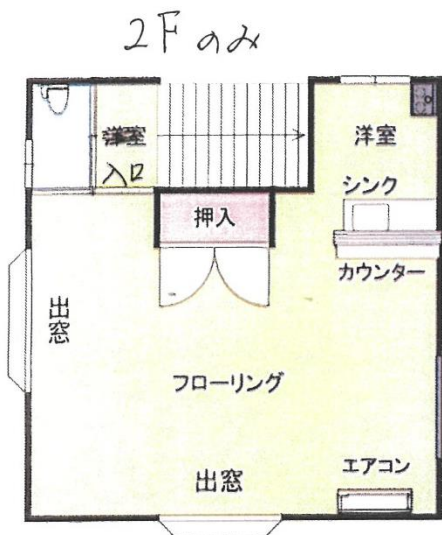 2Fのみ
洋室
入口
洋室
シンク
押入
カウンター
出窓
フローリング
エアコン
出窓